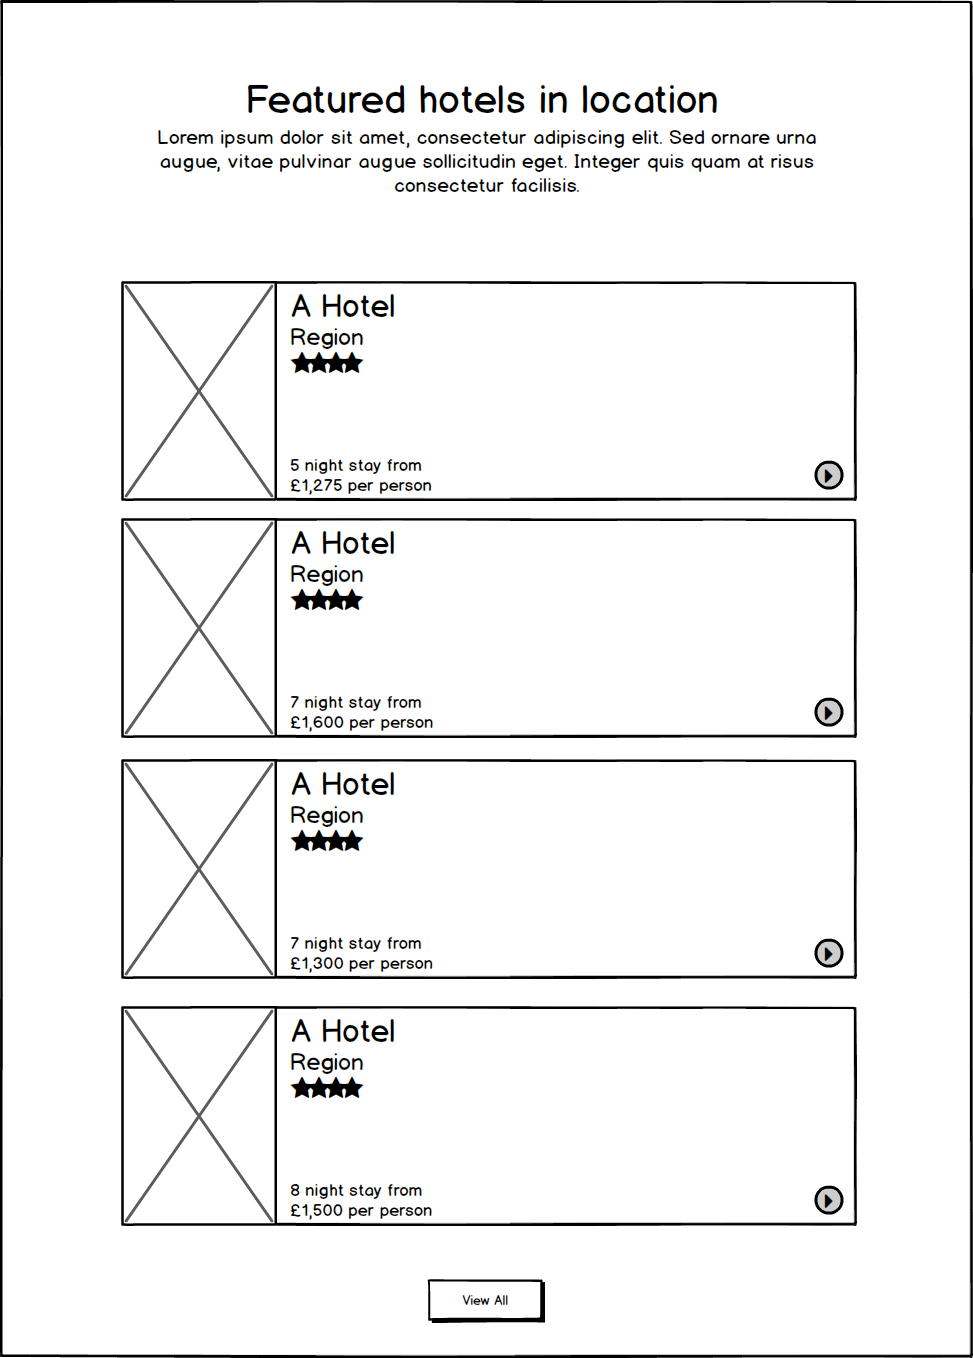 Featured hotels in location
Lorem ipsum dolor sit amet, consectetur adipiscing elit. Sed ornare urna
augue, vitae pulvinar augue sollicitudin eget. Integer quis quam at risus
consectetur facilisis.
A Hotel
Region
5 night stay from
£1,275 per person
A Hotel
Region
7 night stay from
£1,600 per person
A Hotel
Region
7 night stay from
£1,300 per person
A Hotel
Region
8 night stay from
£1,500 per person
View All